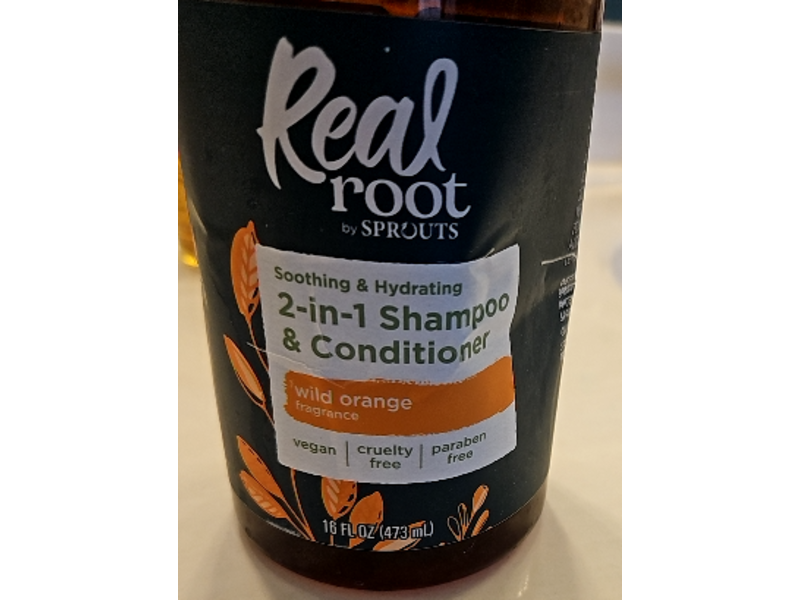 Real
root
by SPROUTS
Soothing & Hydrating
2-in-1 Shampoo
& Conditioner
wild orange
fragrance
vegan | cruelty free | paraben free
16 FL OZ (473 mL)